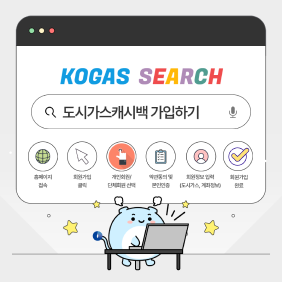 KOGAS SEARCH
도시가스캐시백 가입하기
홈페이지
접속
회원가입
클릭
개인회원/
단체회원 선택
약관동의 및
본인인증
회원정보 입력
(도시가스, 계좌정보)
회원가입
완료